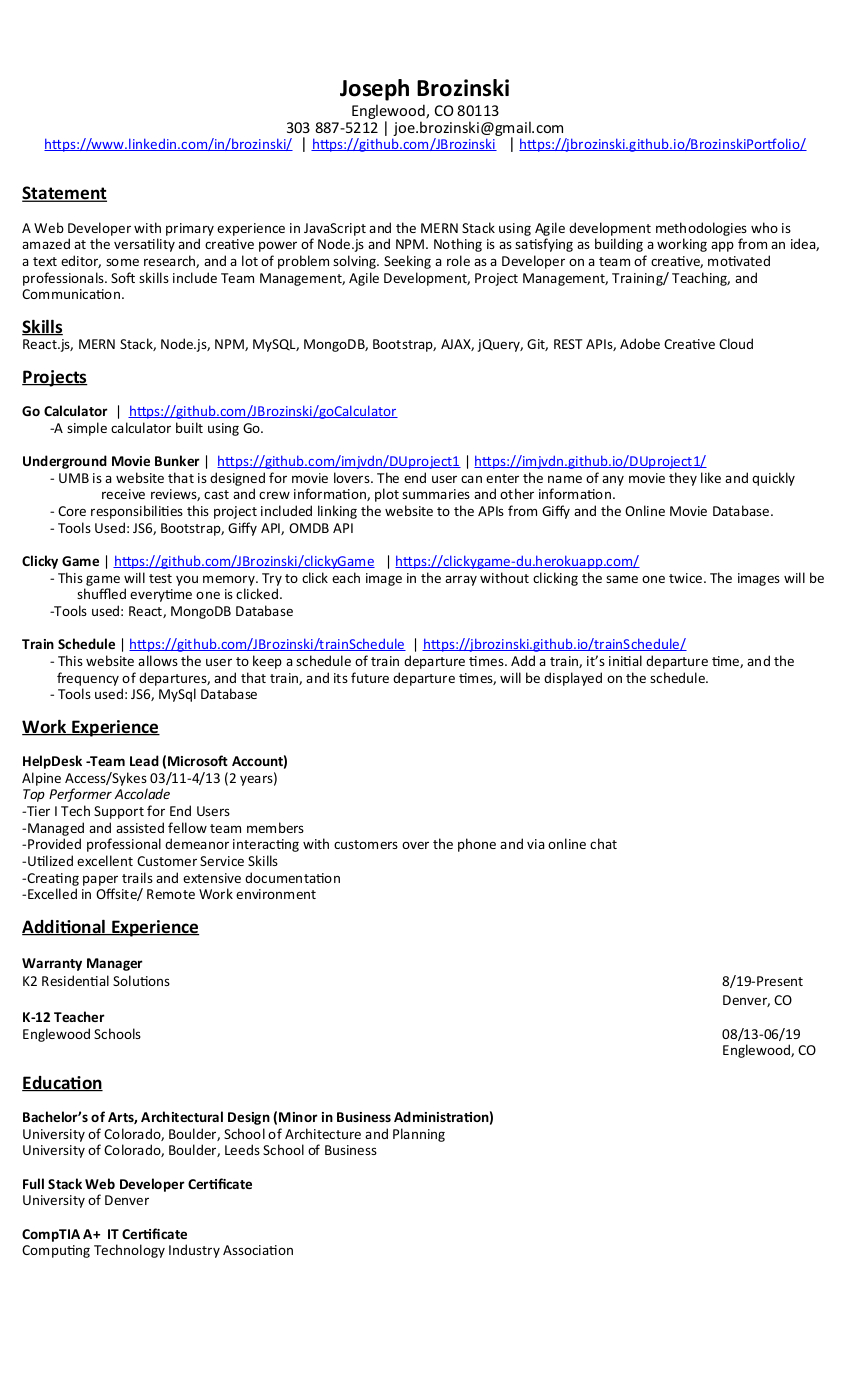 Joseph Brozinski
Englewood, CO 80113
303 887-5212 | joe.brozinski@gmail.com
https://www.linkedin.com/in/brozinski/ | https://github.com/JBrozinski | https://jbrozinski.github.io/BrozinskiPortfolio/
Statement
A Web Developer with primary experience in JavaScript and the MERN Stack using Agile development methodologies who is
amazed at the versatility and creative power of Node.js and NPM. Nothing is as satisfying as building a working app from an idea,
a text editor, some research, and a lot of problem solving. Seeking a role as a Developer on a team of creative, motivated
professionals. Soft skills include Team Management, Agile Development, Project Management, Training/ Teaching, and
Communication.
Skills
React.js, MERN Stack, Node.js, NPM, MySQL, MongoDB, Bootstrap, AJAX, jQuery, Git, REST APIs, Adobe Creative Cloud
Projects
Go Calculator | https://github.com/JBrozinski/goCalculator
-A simple calculator built using Go.
Underground Movie Bunker | https://github.com/imjvdn/DUproject1 | https://imjvdn.github.io/DUproject1/
- UMB is a website that is designed for movie lovers. The end user can enter the name of any movie they like and quickly
receive reviews, cast and crew information, plot summaries and other information.
- Core responsibilities this project included linking the website to the APIs from Giffy and the Online Movie Database.
- Tools Used: JS6, Bootstrap, Giffy API, OMDB API
Clicky Game | https://github.com/JBrozinski/clickyGame | https://clickygame-du.herokuapp.com/
- This game will test you memory. Try to click each image in the array without clicking the same one twice. The images will be
shuffled everytime one is clicked.
-Tools used: React, MongoDB Database
Train Schedule | https://github.com/JBrozinski/trainSchedule | https://jbrozinski.github.io/trainSchedule/
- This website allows the user to keep a schedule of train departure times. Add a train, it’s initial departure time, and the
frequency of departures, and that train, and its future departure times, will be displayed on the schedule.
- Tools used: JS6, MySql Database
Work Experience
HelpDesk -Team Lead (Microsoft Account)
Alpine Access/Sykes 03/11-4/13 (2 years)
Top Performer Accolade
-Tier I Tech Support for End Users
-Managed and assisted fellow team members
-Provided professional demeanor interacting with customers over the phone and via online chat
-Utilized excellent Customer Service Skills
-Creating paper trails and extensive documentation
-Excelled in Offsite/ Remote Work environment
Additional Experience
Warranty Manager
K2 Residential Solutions 8/19-Present
Denver, CO
K-12 Teacher
Englewood Schools 08/13-06/19
Englewood, CO
Education
Bachelor’s of Arts, Architectural Design (Minor in Business Administration)
University of Colorado, Boulder, School of Architecture and Planning
University of Colorado, Boulder, Leeds School of Business
Full Stack Web Developer Certificate
University of Denver
CompTIA A+ IT Certificate
Computing Technology Industry Association